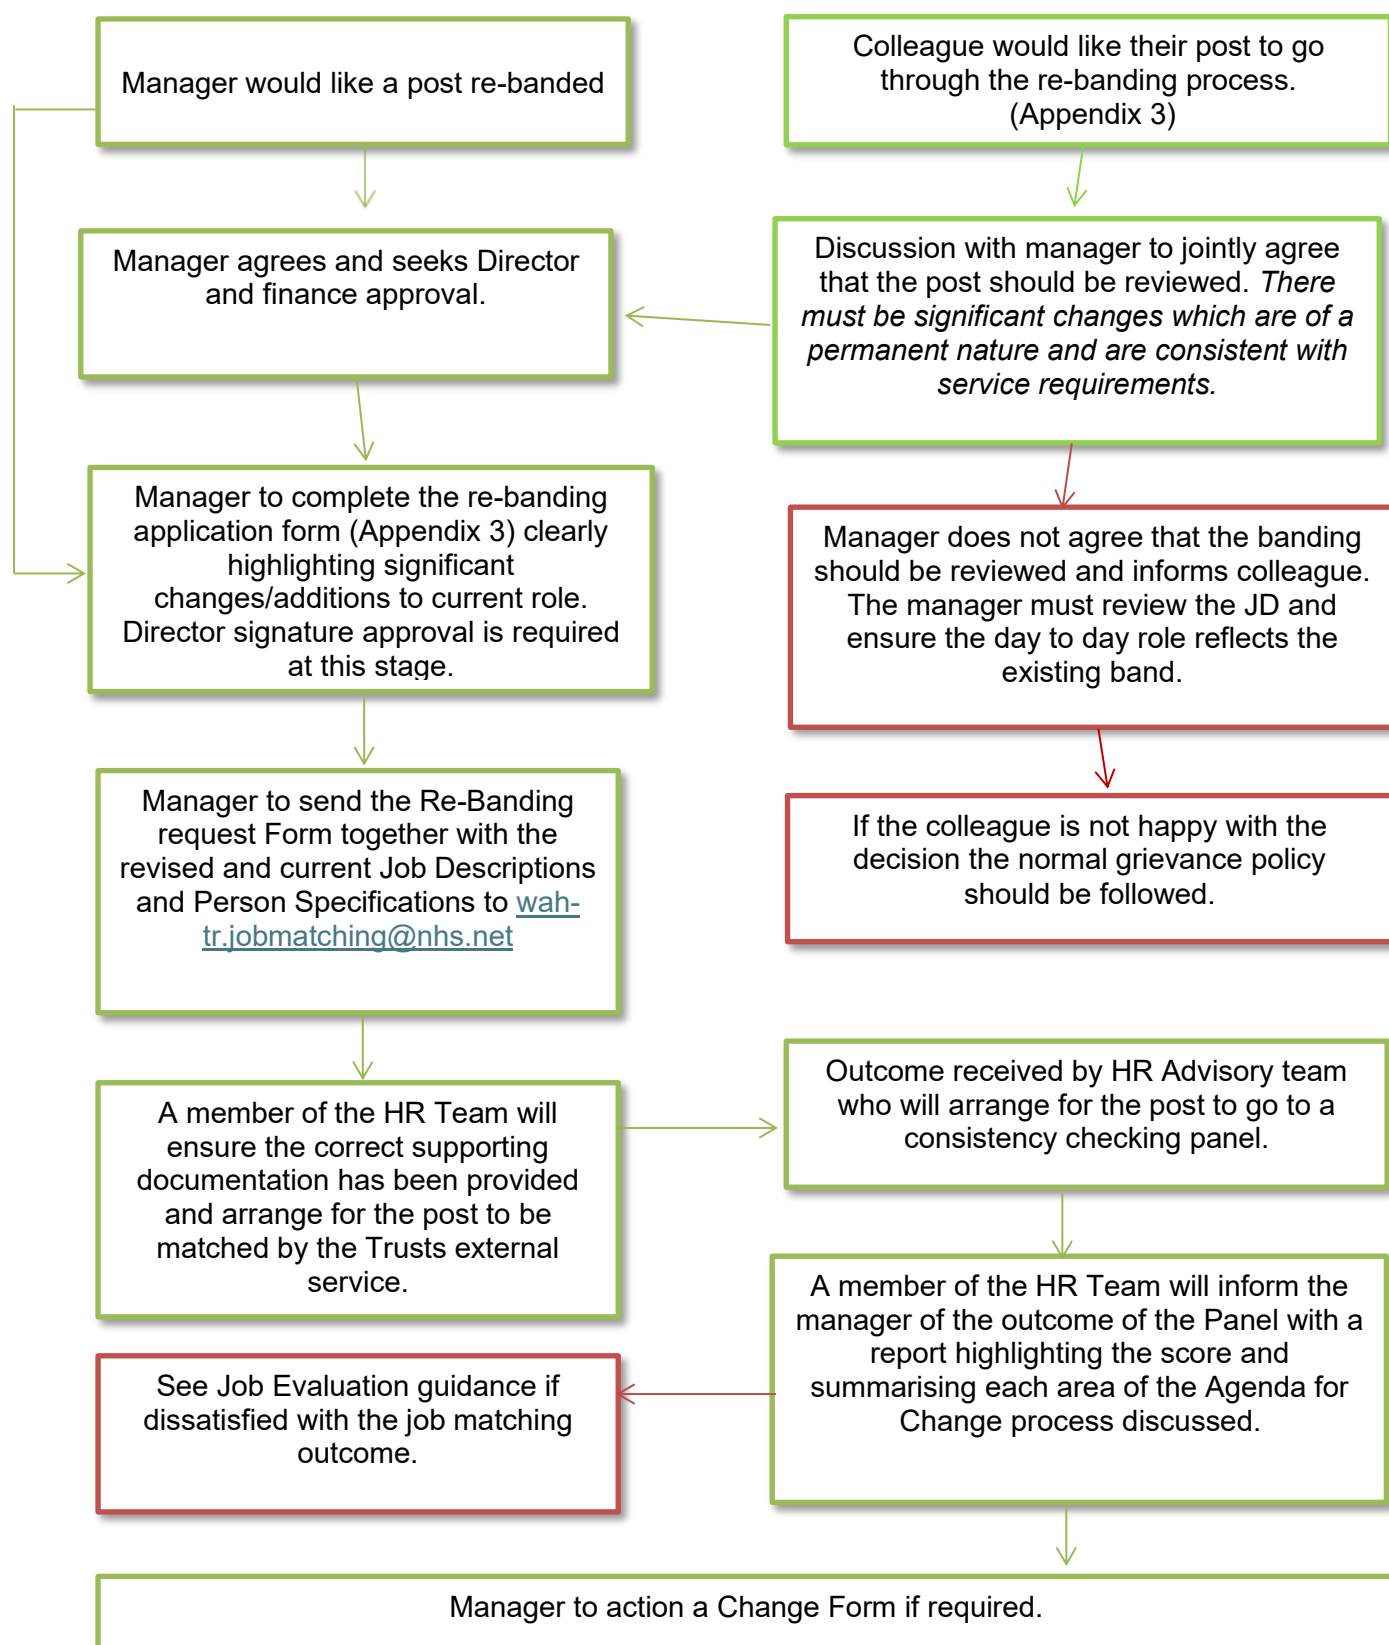 Manager would like a post re-banded
Colleague would like their post to go
through the re-banding process.
(Appendix 3)
Manager agrees and seeks Director
and finance approval.
Discussion with manager to jointly agree
that the post should be reviewed. There
must be significant changes which are of a
permanent nature and are consistent with
service requirements.
Manager to complete the re-banding
application form (Appendix 3) clearly
highlighting significant
changes/additions to current role.
Director signature approval is required
at this stage.
Manager does not agree that the banding
should be reviewed and informs colleague.
The manager must review the JD and
ensure the day to day role reflects the
existing band.
Manager to send the Re-Banding
request Form together with the
revised and current Job Descriptions
and Person Specifications to wah-
tr.jobmatching@nhs.net
If the colleague is not happy with the
decision the normal grievance policy
should be followed.
A member of the HR Team will
ensure the correct supporting
documentation has been provided
and arrange for the post to be
matched by the Trusts external
service.
Outcome received by HR Advisory team
who will arrange for the post to go to a
consistency checking panel.
A member of the HR Team will inform the
manager of the outcome of the Panel with a
report highlighting the score and
summarising each area of the Agenda for
Change process discussed.
See Job Evaluation guidance if
dissatisfied with the job matching
outcome.
Manager to action a Change Form if required.